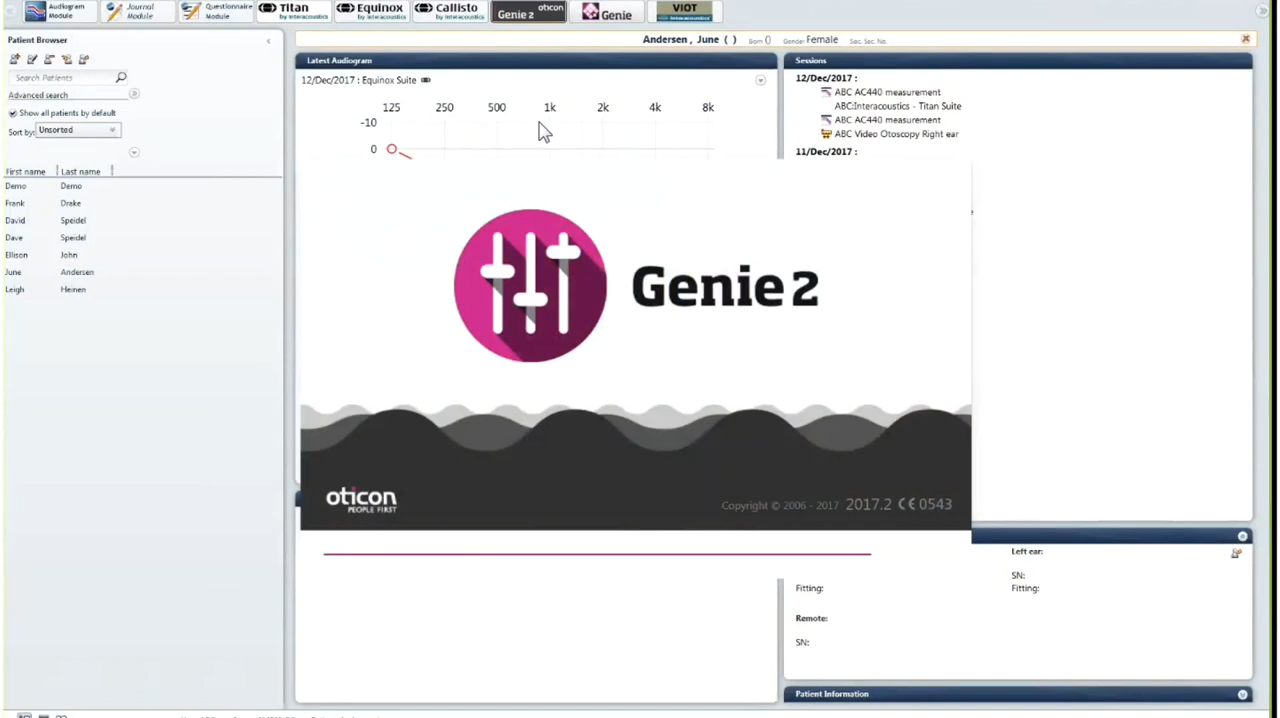 Audiogram Module
Journal Module
Questionnaire Module
Titan by Interacoustics
Equinox by Interacoustics
Callisto by Interacoustics
Genie 2 oticon
Genie
VIOT
Patient Browser
Andersen , June ( ) Born () Gender Female Soc. Sec. No.
Search Patients
Advanced search
Show all patients by default
Sort by: Unsorted
First name Last name
Demo Demo
Frank Drake
David Speidel
Dave Speidel
Ellison John
June Andersen
Leigh Heinen
Latest Audiogram
12/Dec/2017 : Equinox Suite
125 250 500 1k 2k 4k 8k
-10
0
Sessions
12/Dec/2017 :
ABC AC440 measurement
ABC:Interacoustics - Titan Suite
ABC AC440 measurement
ABC Video Otoscopy Right ear
11/Dec/2017 :
Genie 2
oticon
PEOPLE FIRST
Copyright © 2006 - 2017 2017.2 CE 0543
Left ear:
SN:
Fitting: Fitting:
Remote:
SN:
Patient Information